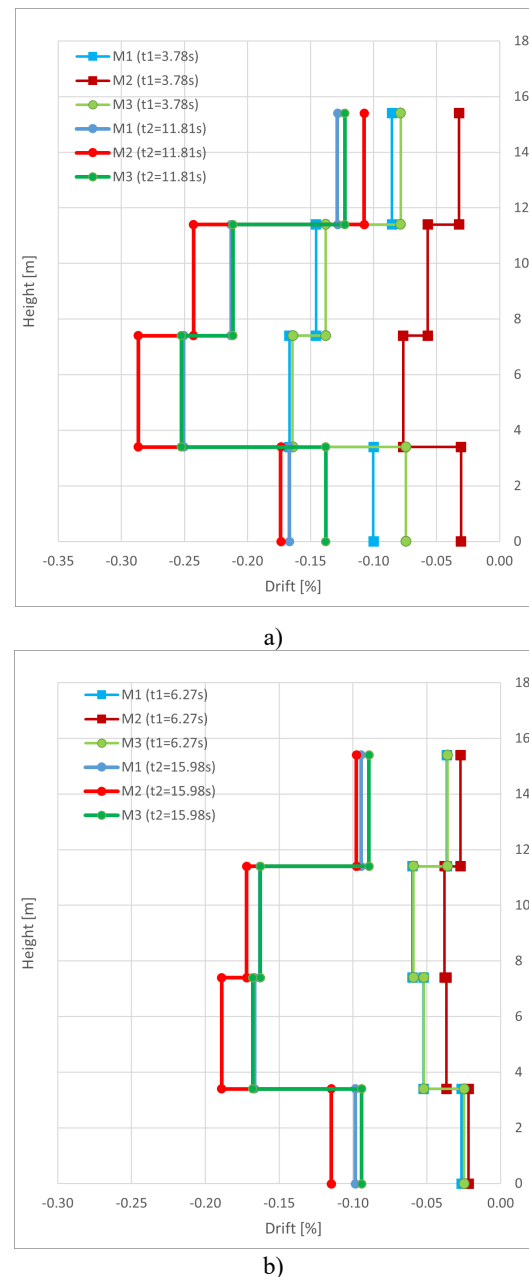 M1 (t1=3.78s)
M2 (t1=3.78s)
M3 (t1=3.78s)
M1 (t2=11.81s)
M2 (t2=11.81s)
M3 (t2=11.81s)
18
16
14
12
10
8
6
4
2
0
Height [m]
-0.35 -0.30 -0.25 -0.20 -0.15 -0.10 -0.05 0.00
Drift [%]
a)
M1 (t1=6.27s)
M2 (t1=6.27s)
M3 (t1=6.27s)
M1 (t2=15.98s)
M2 (t2=15.98s)
M3 (t2=15.98s)
18
16
14
12
10
8
6
4
2
0
Height [m]
-0.30 -0.25 -0.20 -0.15 -0.10 -0.05 0.00
Drift [%]
b)